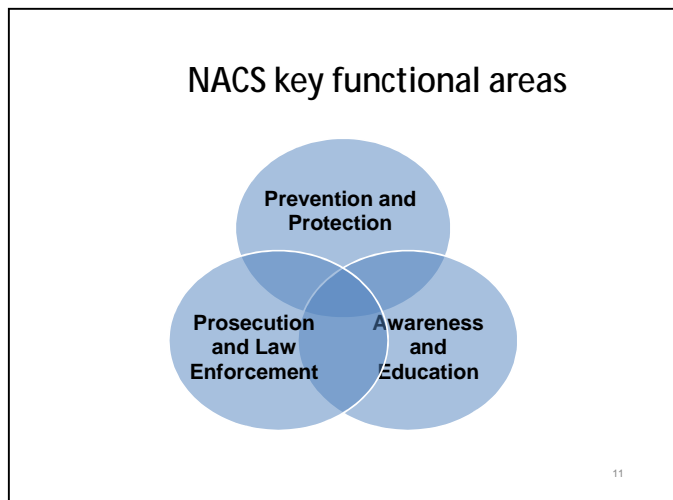 NACS key functional areas
Prevention and
Protection
Prosecution
and Law
Enforcement
Awareness
and
Education
11